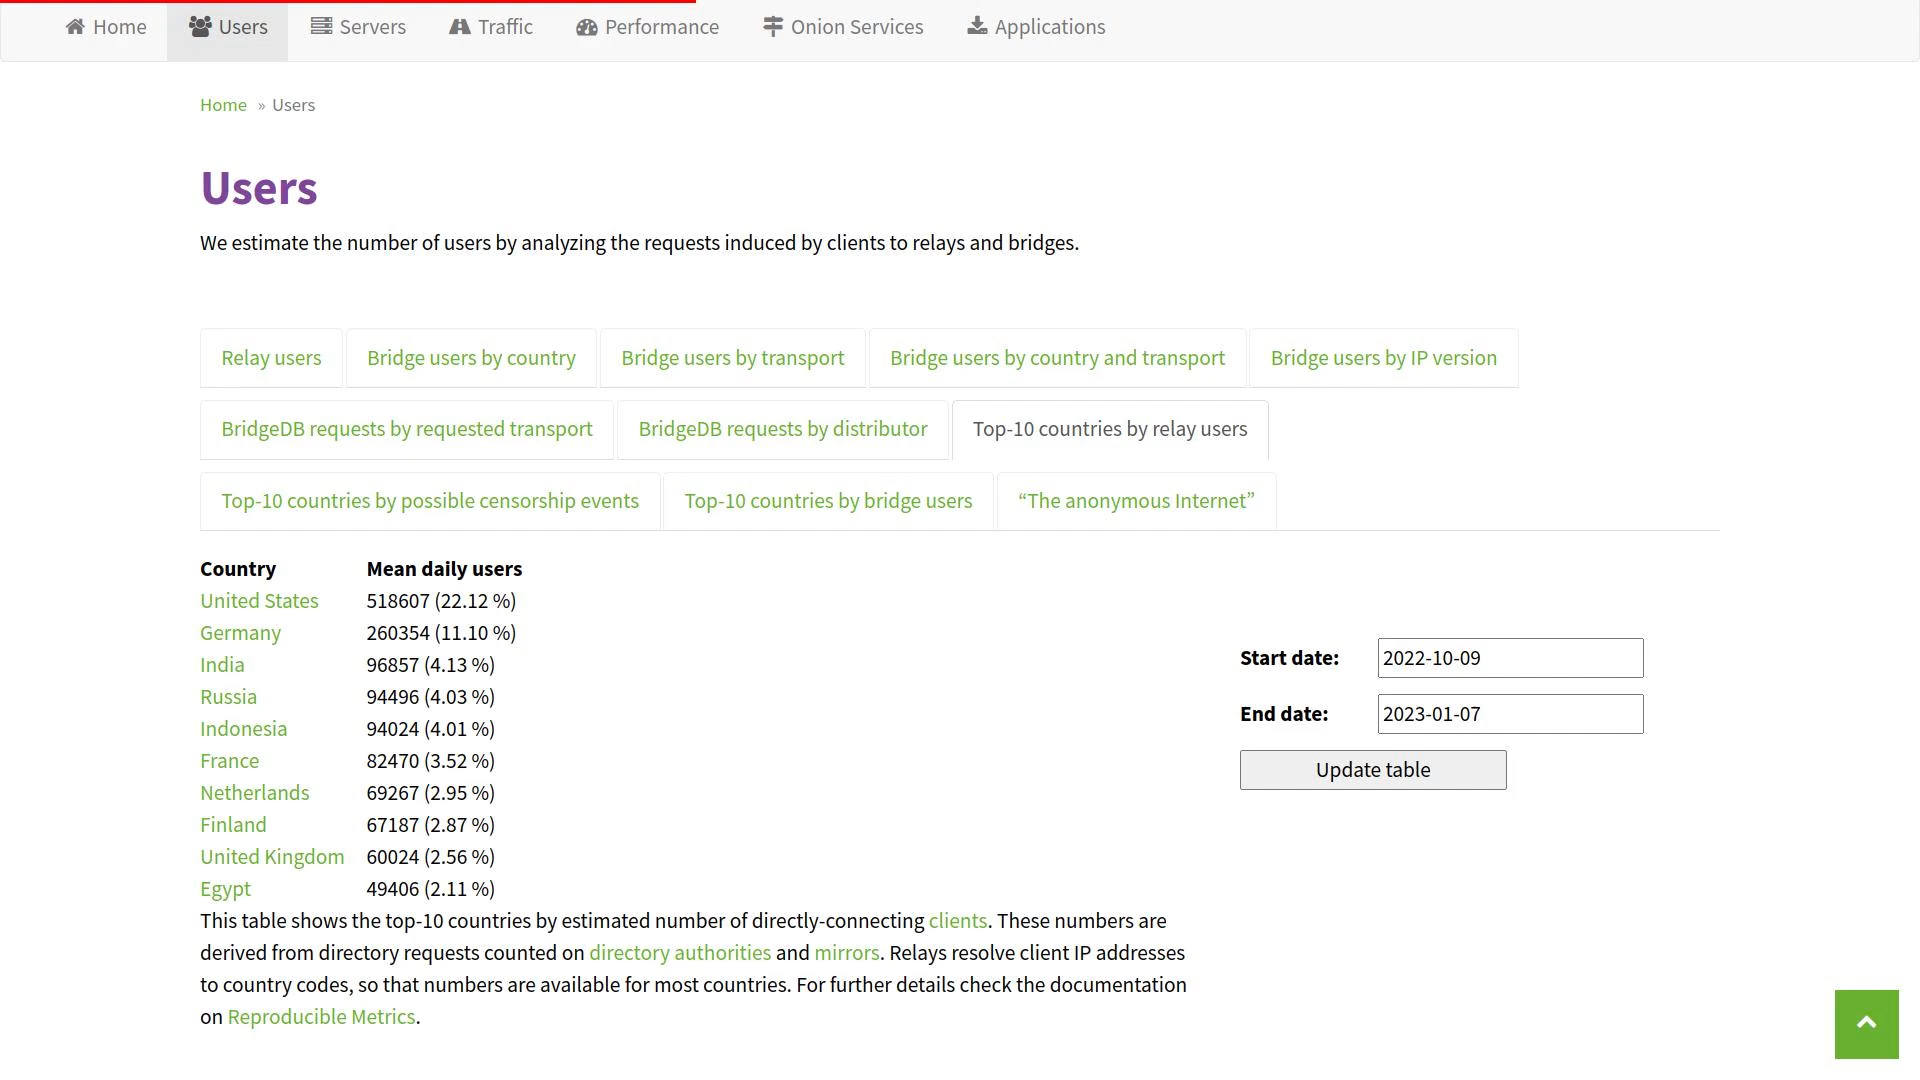 Home Users Servers Traffic Performance Onion Services Applications
Home » Users
Users
We estimate the number of users by analyzing the requests induced by clients to relays and bridges.
Relay users Bridge users by country Bridge users by transport Bridge users by country and transport Bridge users by IP version
BridgeDB requests by requested transport BridgeDB requests by distributor Top-10 countries by relay users
Top-10 countries by possible censorship events Top-10 countries by bridge users “The anonymous Internet”
Country Mean daily users
United States 518607 (22.12 %)
Germany 260354 (11.10 %)
India 96857 (4.13 %)
Russia 94496 (4.03 %)
Indonesia 94024 (4.01 %)
France 82470 (3.52 %)
Netherlands 69267 (2.95 %)
Finland 67187 (2.87 %)
United Kingdom 60024 (2.56 %)
Egypt 49406 (2.11 %)
This table shows the top-10 countries by estimated number of directly-connecting clients. These numbers are
derived from directory requests counted on directory authorities and mirrors. Relays resolve client IP addresses
to country codes, so that numbers are available for most countries. For further details check the documentation
on Reproducible Metrics.
Start date: 2022-10-09
End date: 2023-01-07
Update table